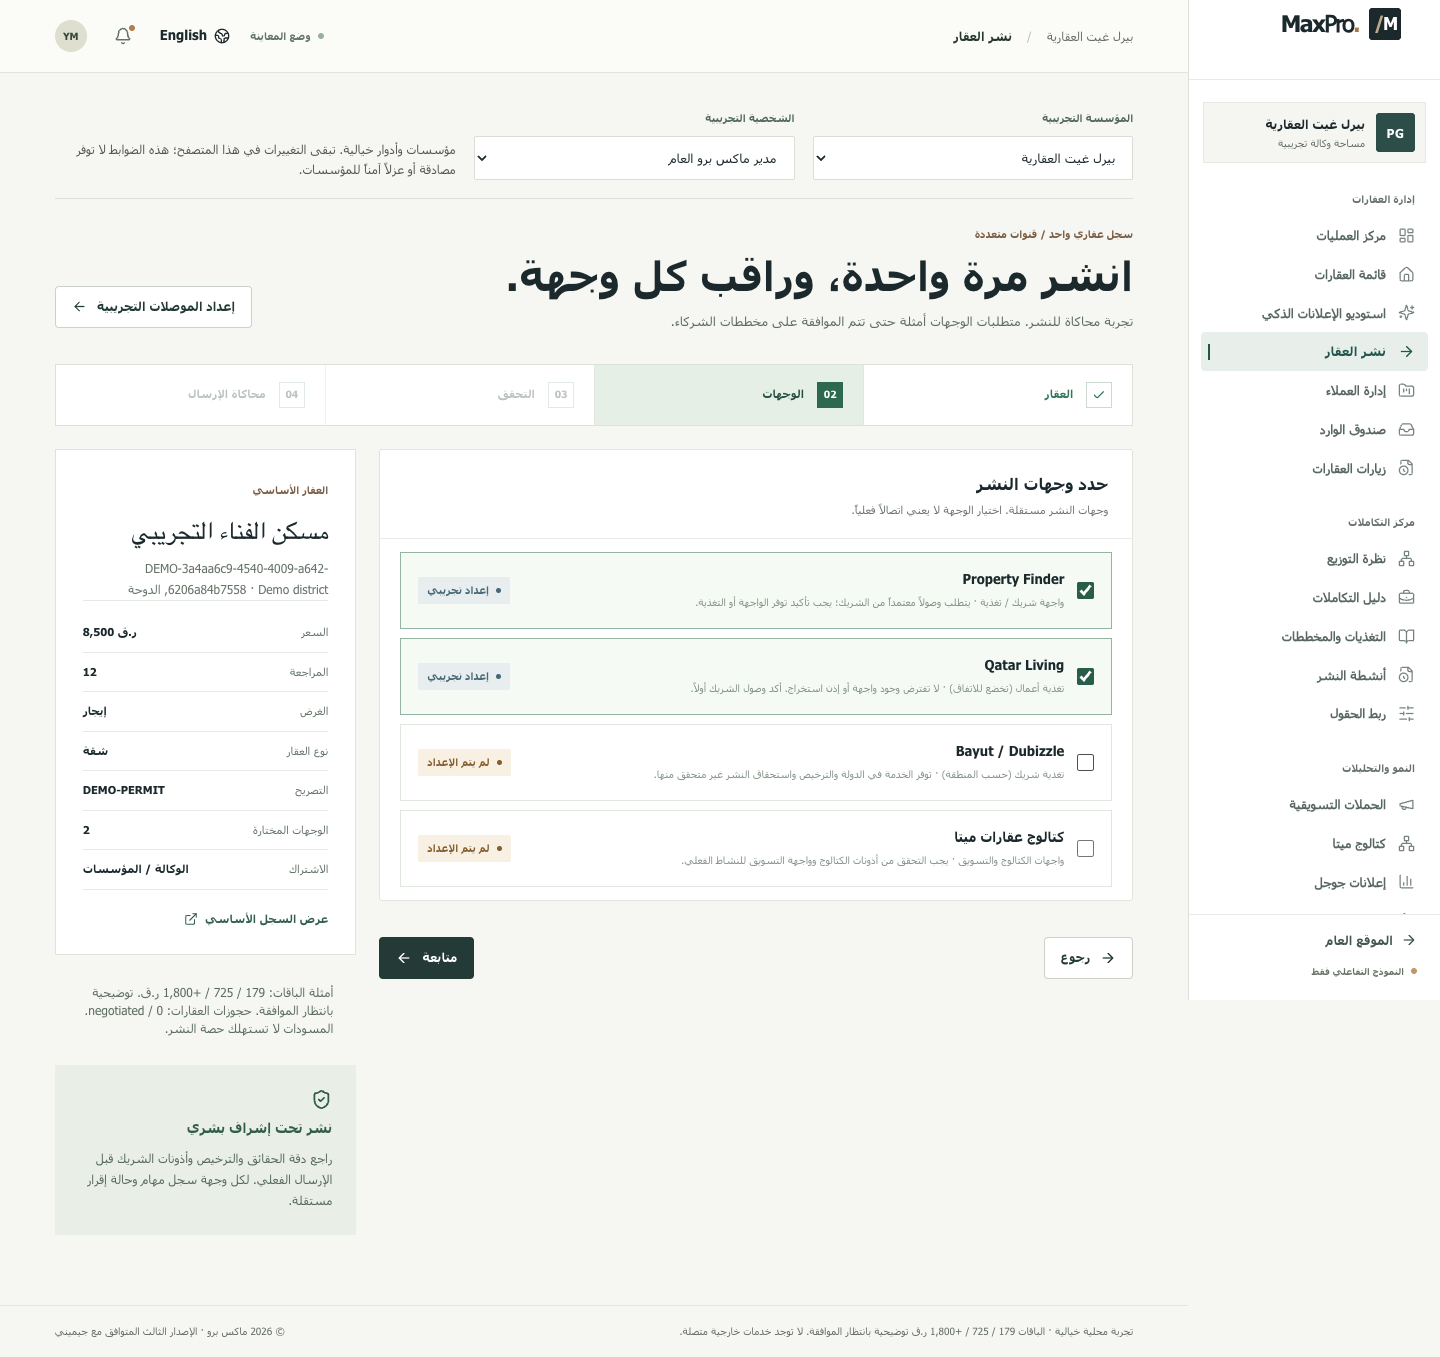 MaxPro. /M
بيرل غيت العقارية
PG
مساحة وكالة تجريبية
إدارة العقارات
مركز العمليات
قائمة العقارات
استوديو الإعلانات الذكي
نشر العقار
إدارة العملاء
صندوق الوارد
زيارات العقارات
مركز التكاملات
نظرة التوزيع
دليل التكاملات
التغذيات والمخططات
أنشطة النشر
ربط الحقول
النمو والتحليلات
الحملات التسويقية
كتالوج ميتا
إعلانات جوجل
الموقع العام
النموذج التفاعلي فقط
بيرل غيت العقارية / نشر العقار
وضع المعاينة
English
YM
المؤسسة التجريبية
بيرل غيت العقارية
الشخصية التجريبية
مدير ماكس برو العام
مؤسسات وأدوار خيالية. تبقى التغييرات في هذا المتصفح؛ هذه الضوابط لا توفر
مصادقة أو عزلاً آمناً للمؤسسات.
سجل عقاري واحد / قنوات متعددة
انشر مرة واحدة، وراقب كل وجهة.
تجربة محاكاة للنشر. متطلبات الوجهات أمثلة حتى تتم الموافقة على مخططات الشركاء.
إعداد الموصلات التجريبية
العقار
02 الوجهات
03 التحقق
04 محاكاة الإرسال
حدد وجهات النشر
وجهات النشر مستقلة. اختيار الوجهة لا يعني اتصالاً فعلياً.
Property Finder
واجهة شريك / تغذية · يتطلب وصولاً معتمداً من الشريك؛ يجب تأكيد توفر الواجهة أو التغذية.
إعداد تجريبي
Qatar Living
تغذية أعمال (تخضع للاتفاق) · لا تفترض وجود واجهة أو إذن استخراج. أكد وصول الشريك أولاً.
إعداد تجريبي
Bayut / Dubizzle
تغذية شريك (حسب المنطقة) · توفر الخدمة في الدولة والترخيص واستحقاق النشر غير متحقق منها.
لم يتم الإعداد
كتالوج عقارات ميتا
واجهات الكتالوج والتسويق · يجب التحقق من أذونات الكتالوج وواجهة التسويق للنشاط الفعلي.
لم يتم الإعداد
رجوع
متابعة
العقار الأساسي
مسكن الفناء التجريبي
DEMO-3a4aa6c9-4540-4009-a642-
6206a84b7558 · Demo district, الدوحة
السعر 8,500 ر.ق
المراجعة 12
الغرض إيجار
نوع العقار شقة
التصريح DEMO-PERMIT
الوجهات المختارة 2
الاشتراك الوكالة / المؤسسات
عرض السجل الأساسي
أمثلة الباقات: 179 / 725 / +1,800 ر.ق. توضيحية
بانتظار الموافقة. حجوزات العقارات: 0 / negotiated.
المسودات لا تستهلك حصة النشر.
نشر تحت إشراف بشري
راجع دقة الحقائق والترخيص وأذونات الشريك قبل
الإرسال الفعلي. لكل وجهة سجل مهام وحالة إقرار
مستقلة.
تجربة محلية خيالية · الباقات 179 / 725 / +1,800 ر.ق توضيحية بانتظار الموافقة. لا توجد خدمات خارجية متصلة.
© 2026 ماكس برو · الإصدار الثالث المتوافق مع جيميني